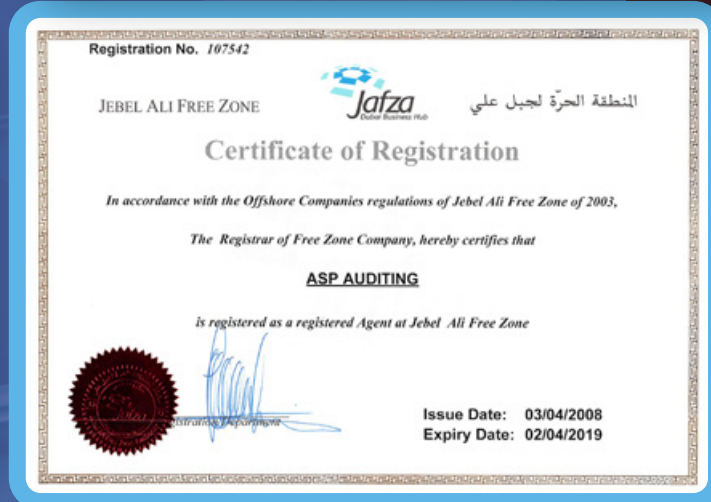 Registration No. 107542
JEBEL ALI FREE ZONE
Jafza
Dubai Business Hub
المنطقة الحرّة لجبل علي
Certificate of Registration
In accordance with the Offshore Companies regulations of Jebel Ali Free Zone of 2003,
The Registrar of Free Zone Company, hereby certifies that
ASP AUDITING
is registered as a registered Agent at Jebel Ali Free Zone
Department
Issue Date: 03/04/2008
Expiry Date: 02/04/2019